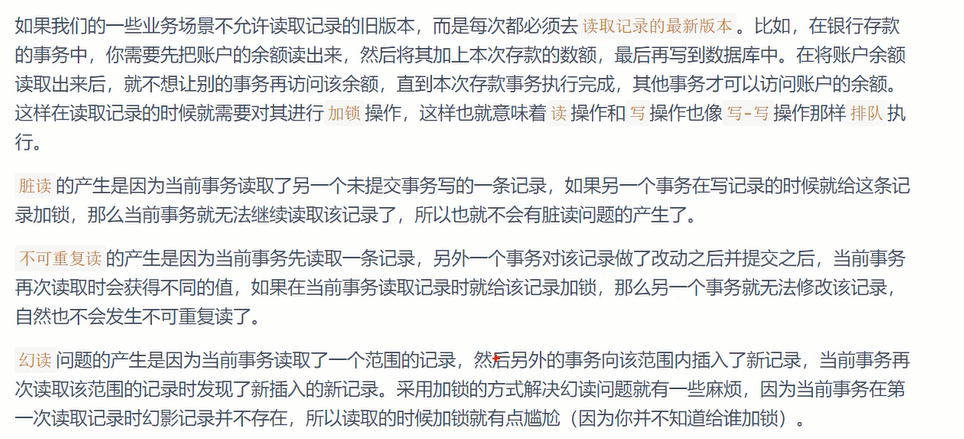 如果我们的一些业务场景不允许读取记录的旧版本，而是每次都必须去 读取记录的最新版本 。比如，在银行存款
的事务中，你需要先把账户的余额读出来，然后将其加上本次存款的数额，最后再写到数据库中。在将账户余额
读取出来后，就不想让别的事务再访问该余额，直到本次存款事务执行完成，其他事务才可以访问账户的余额。
这样在读取记录的时候就需要对其进行 加锁 操作，这样也就意味着 读 操作和 写 操作也像 写-写 操作那样 排队 执
行。
脏读 的产生是因为当前事务读取了另一个未提交事务写的一条记录，如果另一个事务在写记录的时候就给这条记
录加锁，那么当前事务就无法继续读取该记录了，所以也就不会有脏读问题的产生了。
不可重复读 的产生是因为当前事务先读取一条记录，另外一个事务对该记录做了改动之后并提交之后，当前事务
再次读取时会获得不同的值，如果在当前事务读取记录时就给该记录加锁，那么另一个事务就无法修改该记录，
自然也不会发生不可重复读了。
幻读 问题的产生是因为当前事务读取了一个范围的记录，然后另外的事务向该范围内插入了新记录，当前事务再
次读取该范围的记录时发现了新插入的新记录。采用加锁的方式解决幻读问题就有一些麻烦，因为当前事务在第
一次读取记录时幻影记录并不存在，所以读取的时候加锁就有点尴尬（因为你并不知道给谁加锁）。